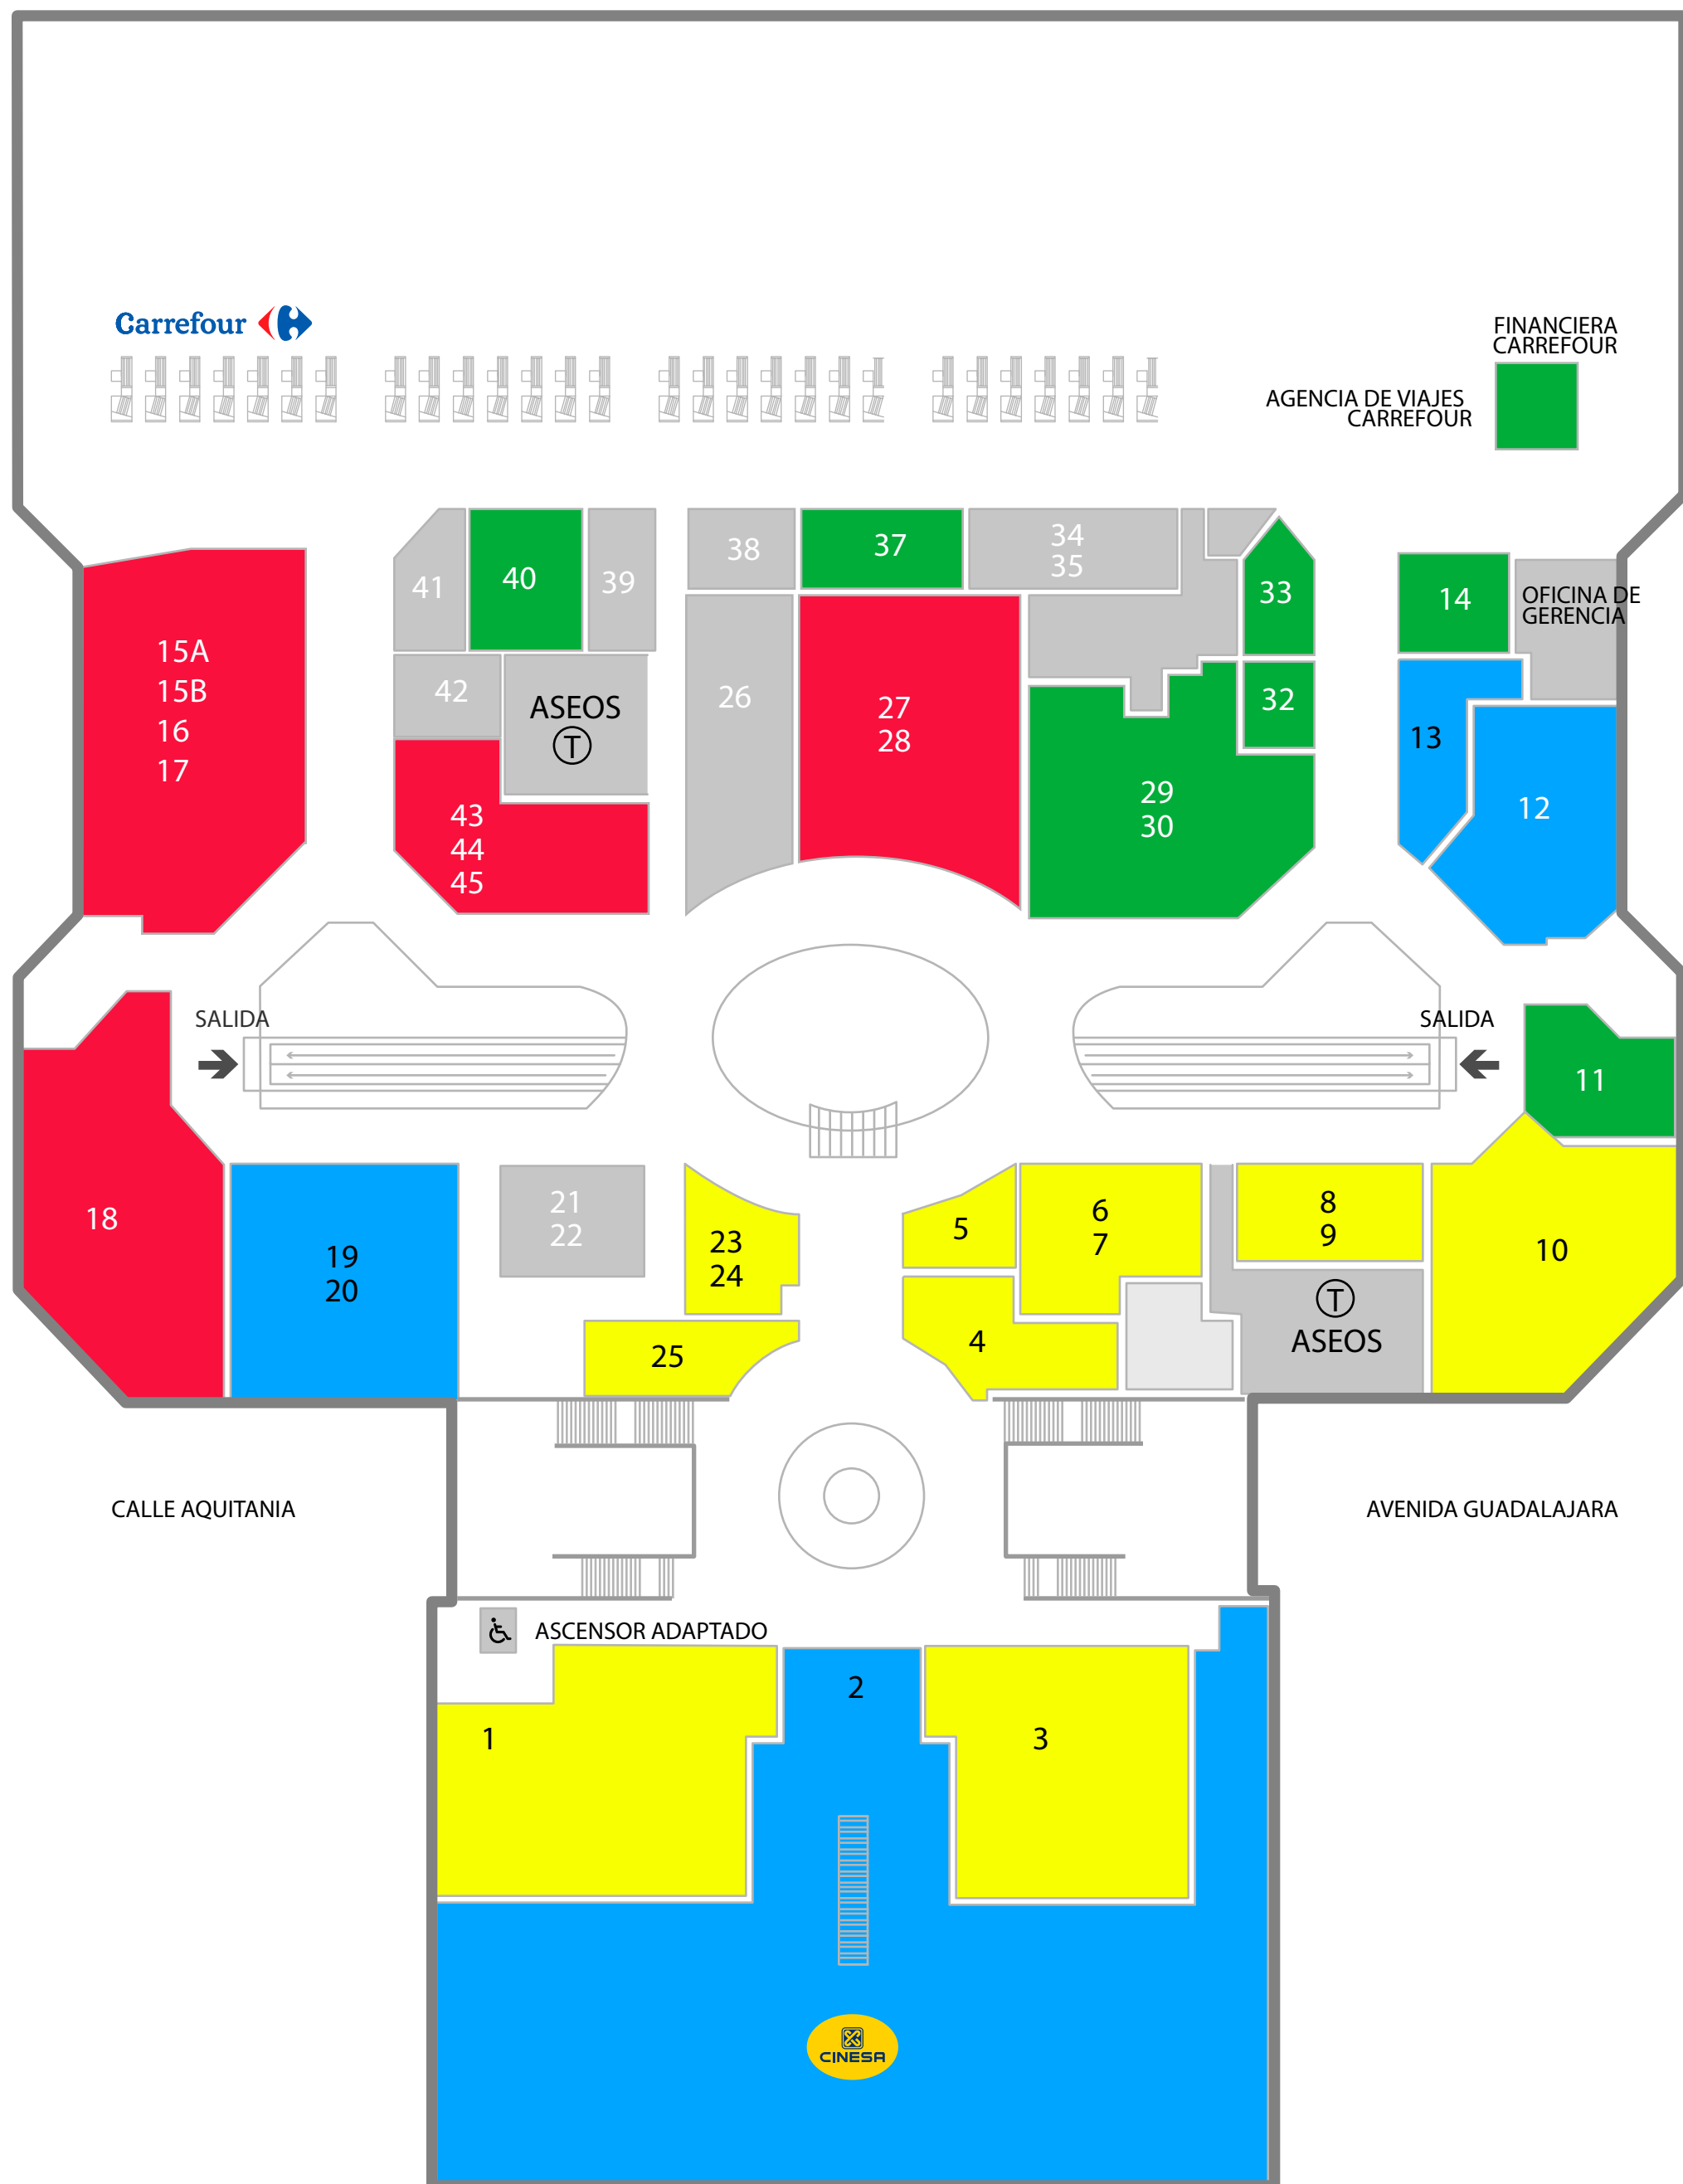 Carrefour
FINANCIERA
CARREFOUR
AGENCIA DE VIAJES
CARREFOUR
41
40
39
38
37
34
35
33
14
OFICINA DE
GERENCIA
15A
15B
16
17
42
ASEOS
T
26
27
28
32
13
12
43
44
45
29
30
SALIDA
SALIDA
11
18
19
20
21
22
23
24
25
5
6
7
4
8
9
T
ASEOS
10
CALLE AQUITANIA
AVENIDA GUADALAJARA
ASCENSOR ADAPTADO
1
2
3
CINESA